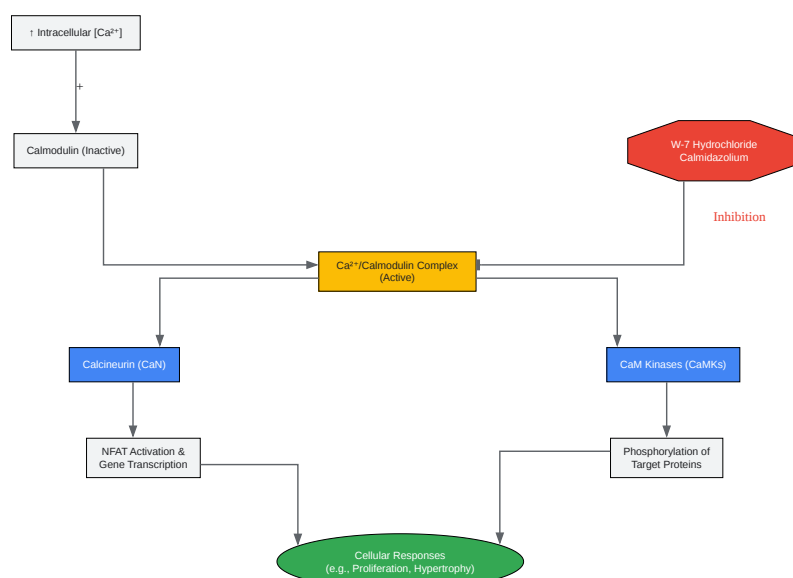 ↑ Intracellular [Ca²⁺]
+
Calmodulin (Inactive)
W-7 Hydrochloride
Calmidazolium
Inhibition
Ca²⁺/Calmodulin Complex
(Active)
Calcineurin (CaN)
CaM Kinases (CaMKs)
NFAT Activation &
Gene Transcription
Phosphorylation of
Target Proteins
Cellular Responses
(e.g., Proliferation, Hypertrophy)